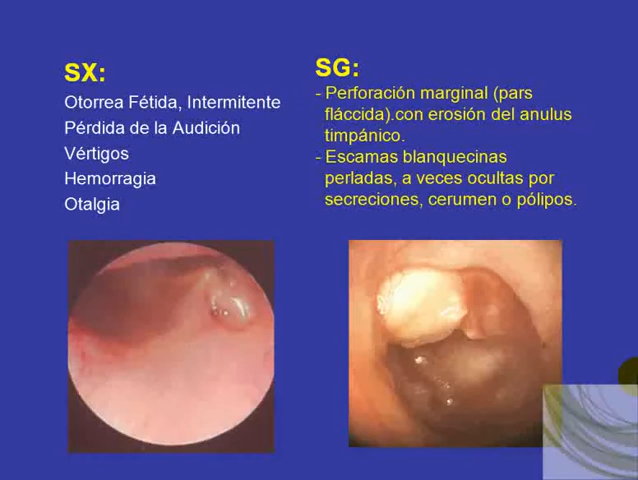 SX:
Otorrea Fétida, Intermitente
Pérdida de la Audición
Vértigos
Hemorragia
Otalgia
SG:
- Perforación marginal (pars
fláccida).con erosión del anulus
timpánico.
- Escamas blanquecinas
perladas, a veces ocultas por
secreciones, cerumen o pólipos.